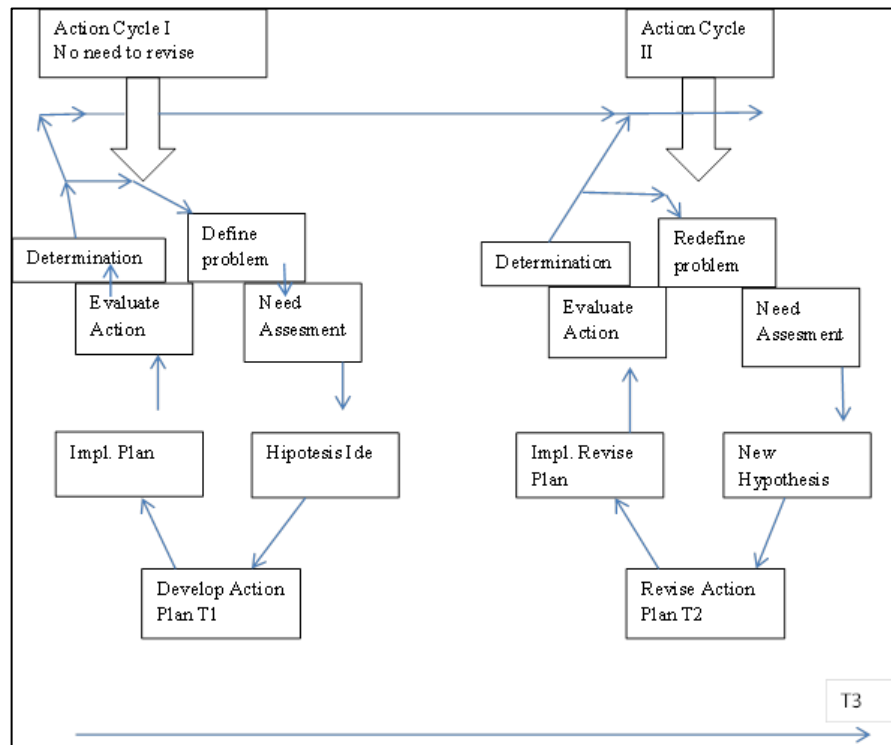 Action Cycle I
No need to revise
Action Cycle
II
Define
problem
Determination
Evaluate
Action
Need
Assesment
Impl. Plan
Hipotesis Ide
Develop Action
Plan T1
Redefine
problem
Determination
Evaluate
Action
Need
Assesment
Impl. Revise
Plan
New
Hypothesis
Revise Action
Plan T2
T3